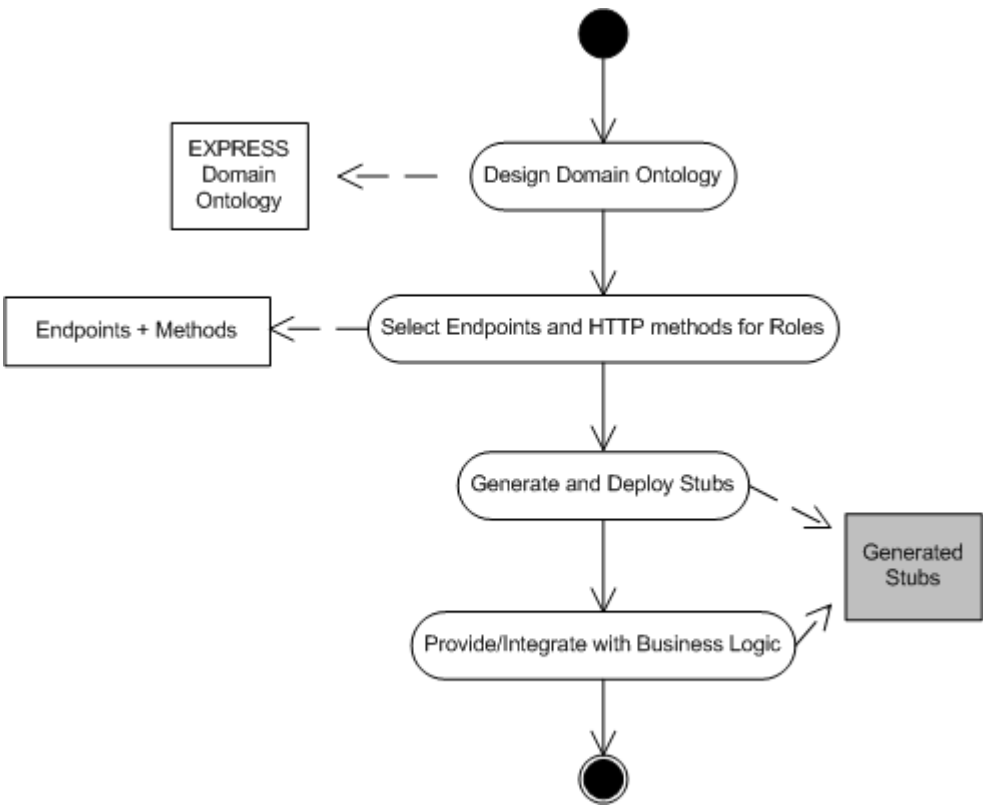 EXPRESS
Domain
Ontology
Design Domain Ontology
Endpoints + Methods
Select Endpoints and HTTP methods for Roles
Generate and Deploy Stubs
Generated
Stubs
Provide/Integrate with Business Logic